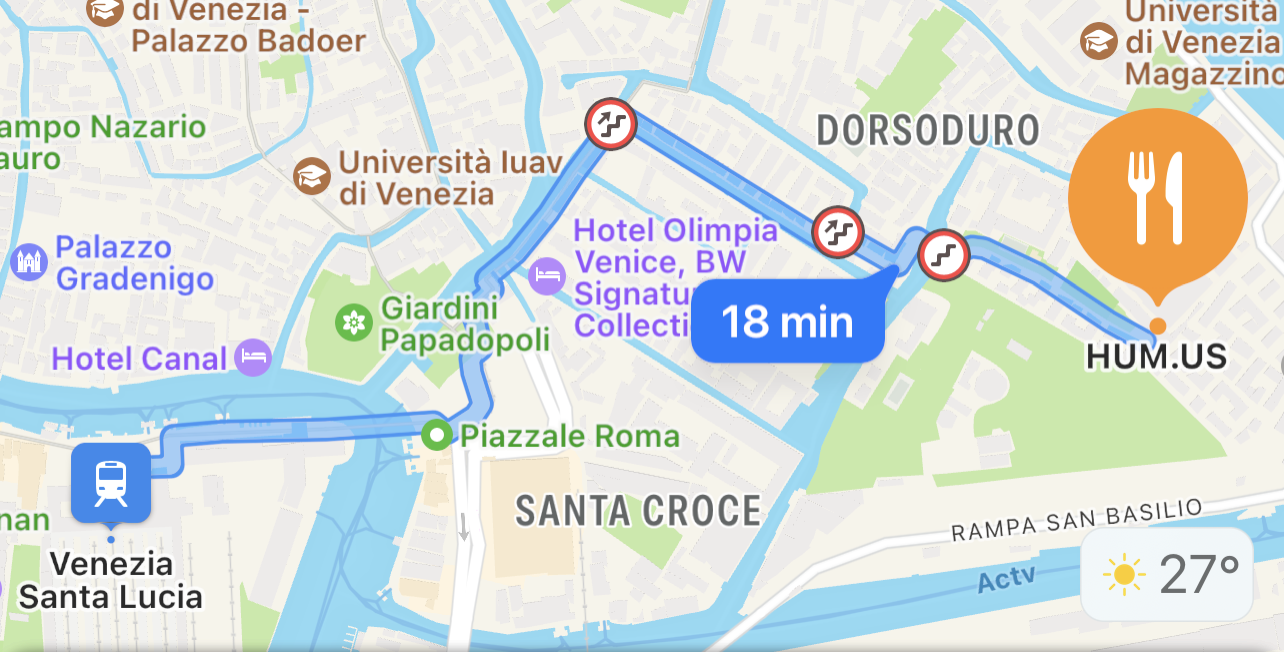 di Venezia -
Palazzo Badoer
Università
di Venezia
Magazzino
DORSODURO
ampo Nazario
auro
Università Iuav
di Venezia
Palazzo
Gradenigo
Hotel Olimpia
Venice, BW
Signatu
Collecti
Giardini
Papadopoli
18 min
Hotel Canal
HUM.US
Piazzale Roma
SANTA CROCE
RAMPA SAN BASILIO
nan
Venezia
Santa Lucia
Actv
27°